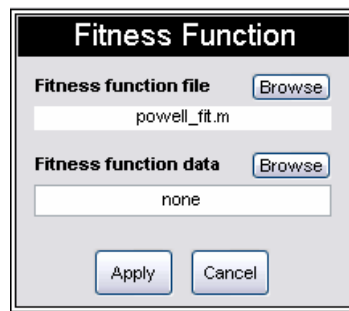 Fitness Function
Fitness function file Browse
powell_fit.m
Fitness function data Browse
none
Apply Cancel